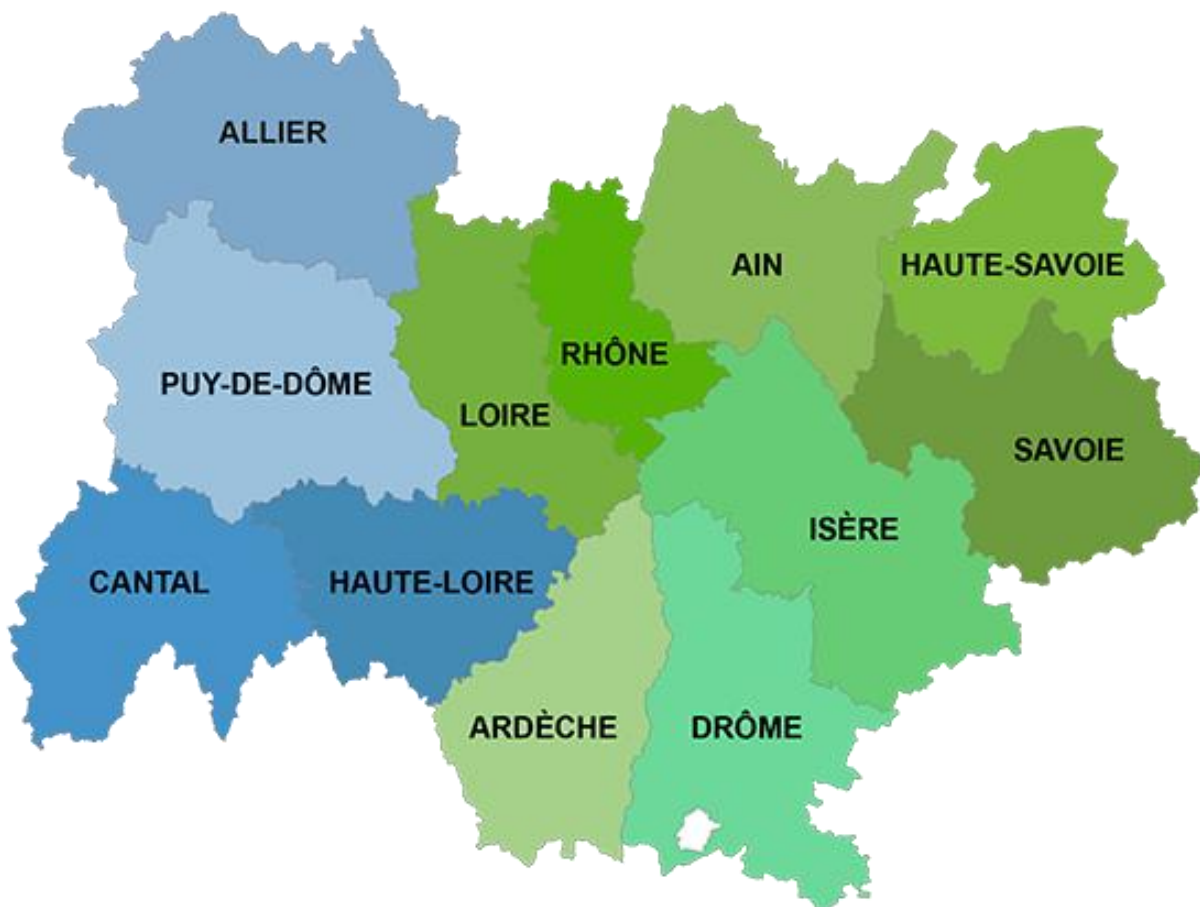 ALLIER
AIN
HAUTE-SAVOIE
RHÔNE
PUY-DE-DÔME
LOIRE
SAVOIE
ISÈRE
CANTAL
HAUTE-LOIRE
ARDÈCHE
DRÔME